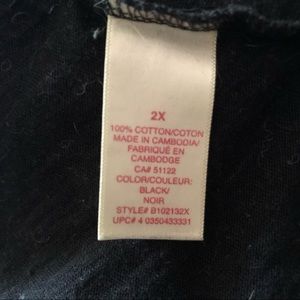 2X
100% COTTON/COTON
MADE IN CAMBODIA/
FABRIQUÉ EN
CAMBODGE
CA# 51122
COLOR/COULEUR:
BLACK/
NOIR
STYLE# B102132X
UPC# 4 0350433331